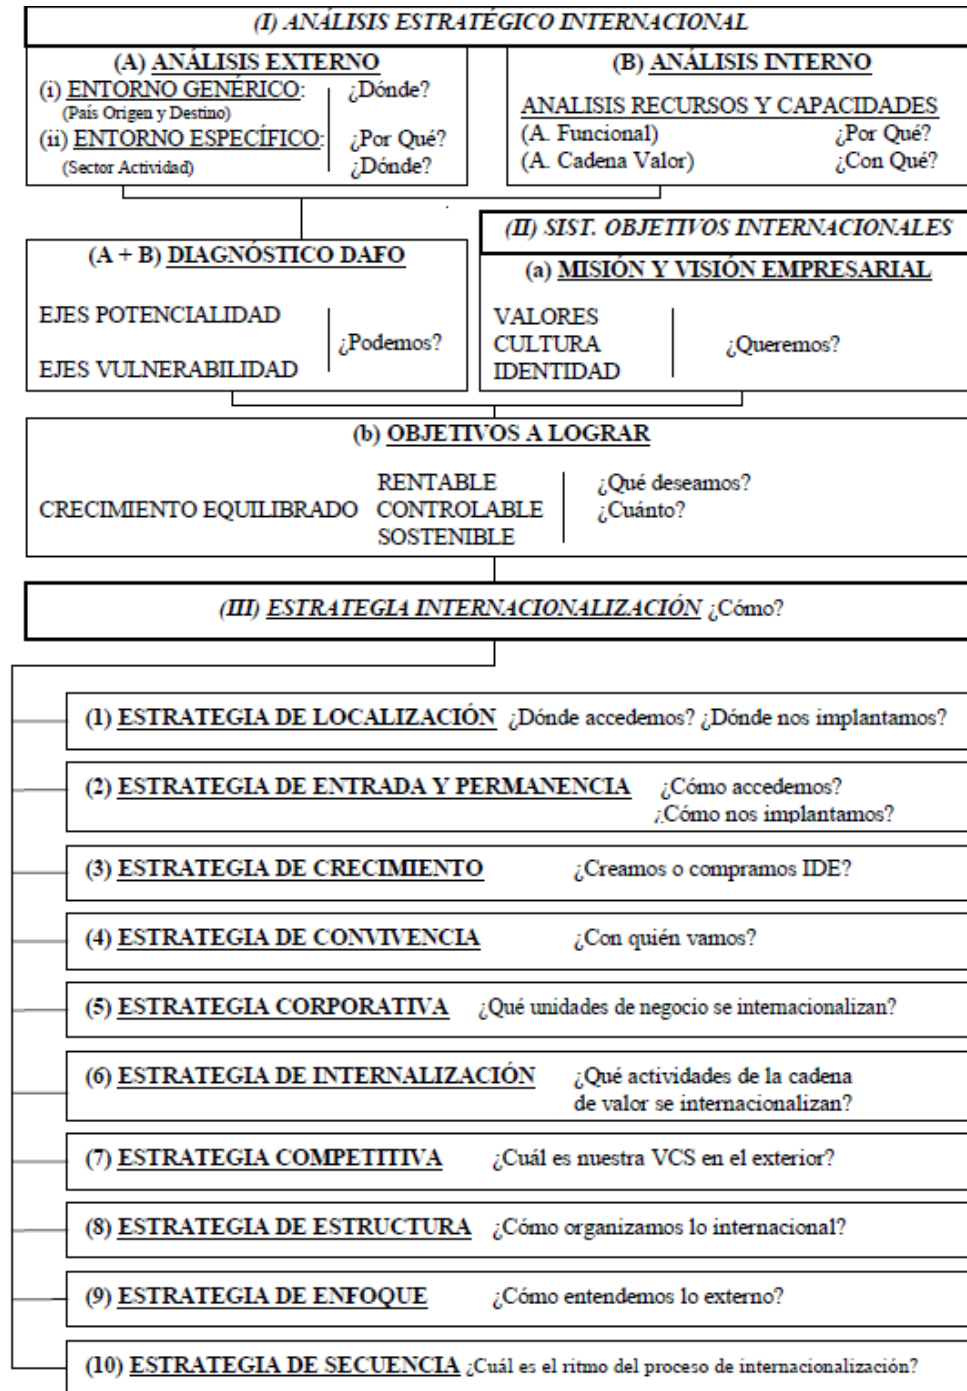 (I) ANÁLISIS ESTRATÉGICO INTERNACIONAL
(A) ANÁLISIS EXTERNO
(i) ENTORNO GENÉRICO: ¿Dónde?
(País Origen y Destino)
(ii) ENTORNO ESPECÍFICO: ¿Por Qué?
(Sector Actividad) ¿Dónde?
(B) ANÁLISIS INTERNO
ANALISIS RECURSOS Y CAPACIDADES
(A. Funcional) ¿Por Qué?
(A. Cadena Valor) ¿Con Qué?
(A + B) DIAGNÓSTICO DAFO
EJES POTENCIALIDAD
¿Podemos?
EJES VULNERABILIDAD
(II) SIST. OBJETIVOS INTERNACIONALES
(a) MISIÓN Y VISIÓN EMPRESARIAL
VALORES
CULTURA ¿Queremos?
IDENTIDAD
(b) OBJETIVOS A LOGRAR
RENTABLE ¿Qué deseamos?
CRECIMIENTO EQUILIBRADO CONTROLABLE ¿Cuánto?
SOSTENIBLE
(III) ESTRATEGIA INTERNACIONALIZACIÓN ¿Cómo?
(1) ESTRATEGIA DE LOCALIZACIÓN ¿Dónde accedemos? ¿Dónde nos implantamos?
(2) ESTRATEGIA DE ENTRADA Y PERMANENCIA ¿Cómo accedemos?
¿Cómo nos implantamos?
(3) ESTRATEGIA DE CRECIMIENTO ¿Creamos o compramos IDE?
(4) ESTRATEGIA DE CONVIVENCIA ¿Con quién vamos?
(5) ESTRATEGIA CORPORATIVA ¿Qué unidades de negocio se internacionalizan?
(6) ESTRATEGIA DE INTERNALIZACIÓN ¿Qué actividades de la cadena
de valor se internacionalizan?
(7) ESTRATEGIA COMPETITIVA ¿Cuál es nuestra VCS en el exterior?
(8) ESTRATEGIA DE ESTRUCTURA ¿Cómo organizamos lo internacional?
(9) ESTRATEGIA DE ENFOQUE ¿Cómo entendemos lo externo?
(10) ESTRATEGIA DE SECUENCIA ¿Cuál es el ritmo del proceso de internacionalización?